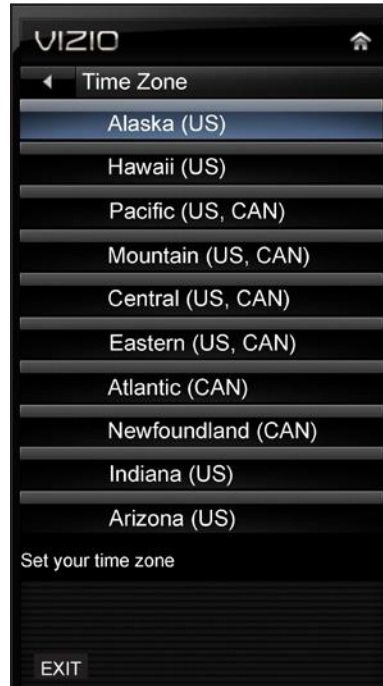 VIZIO
Time Zone
Alaska (US)
Hawaii (US)
Pacific (US, CAN)
Mountain (US, CAN)
Central (US, CAN)
Eastern (US, CAN)
Atlantic (CAN)
Newfoundland (CAN)
Indiana (US)
Arizona (US)
Set your time zone
EXIT